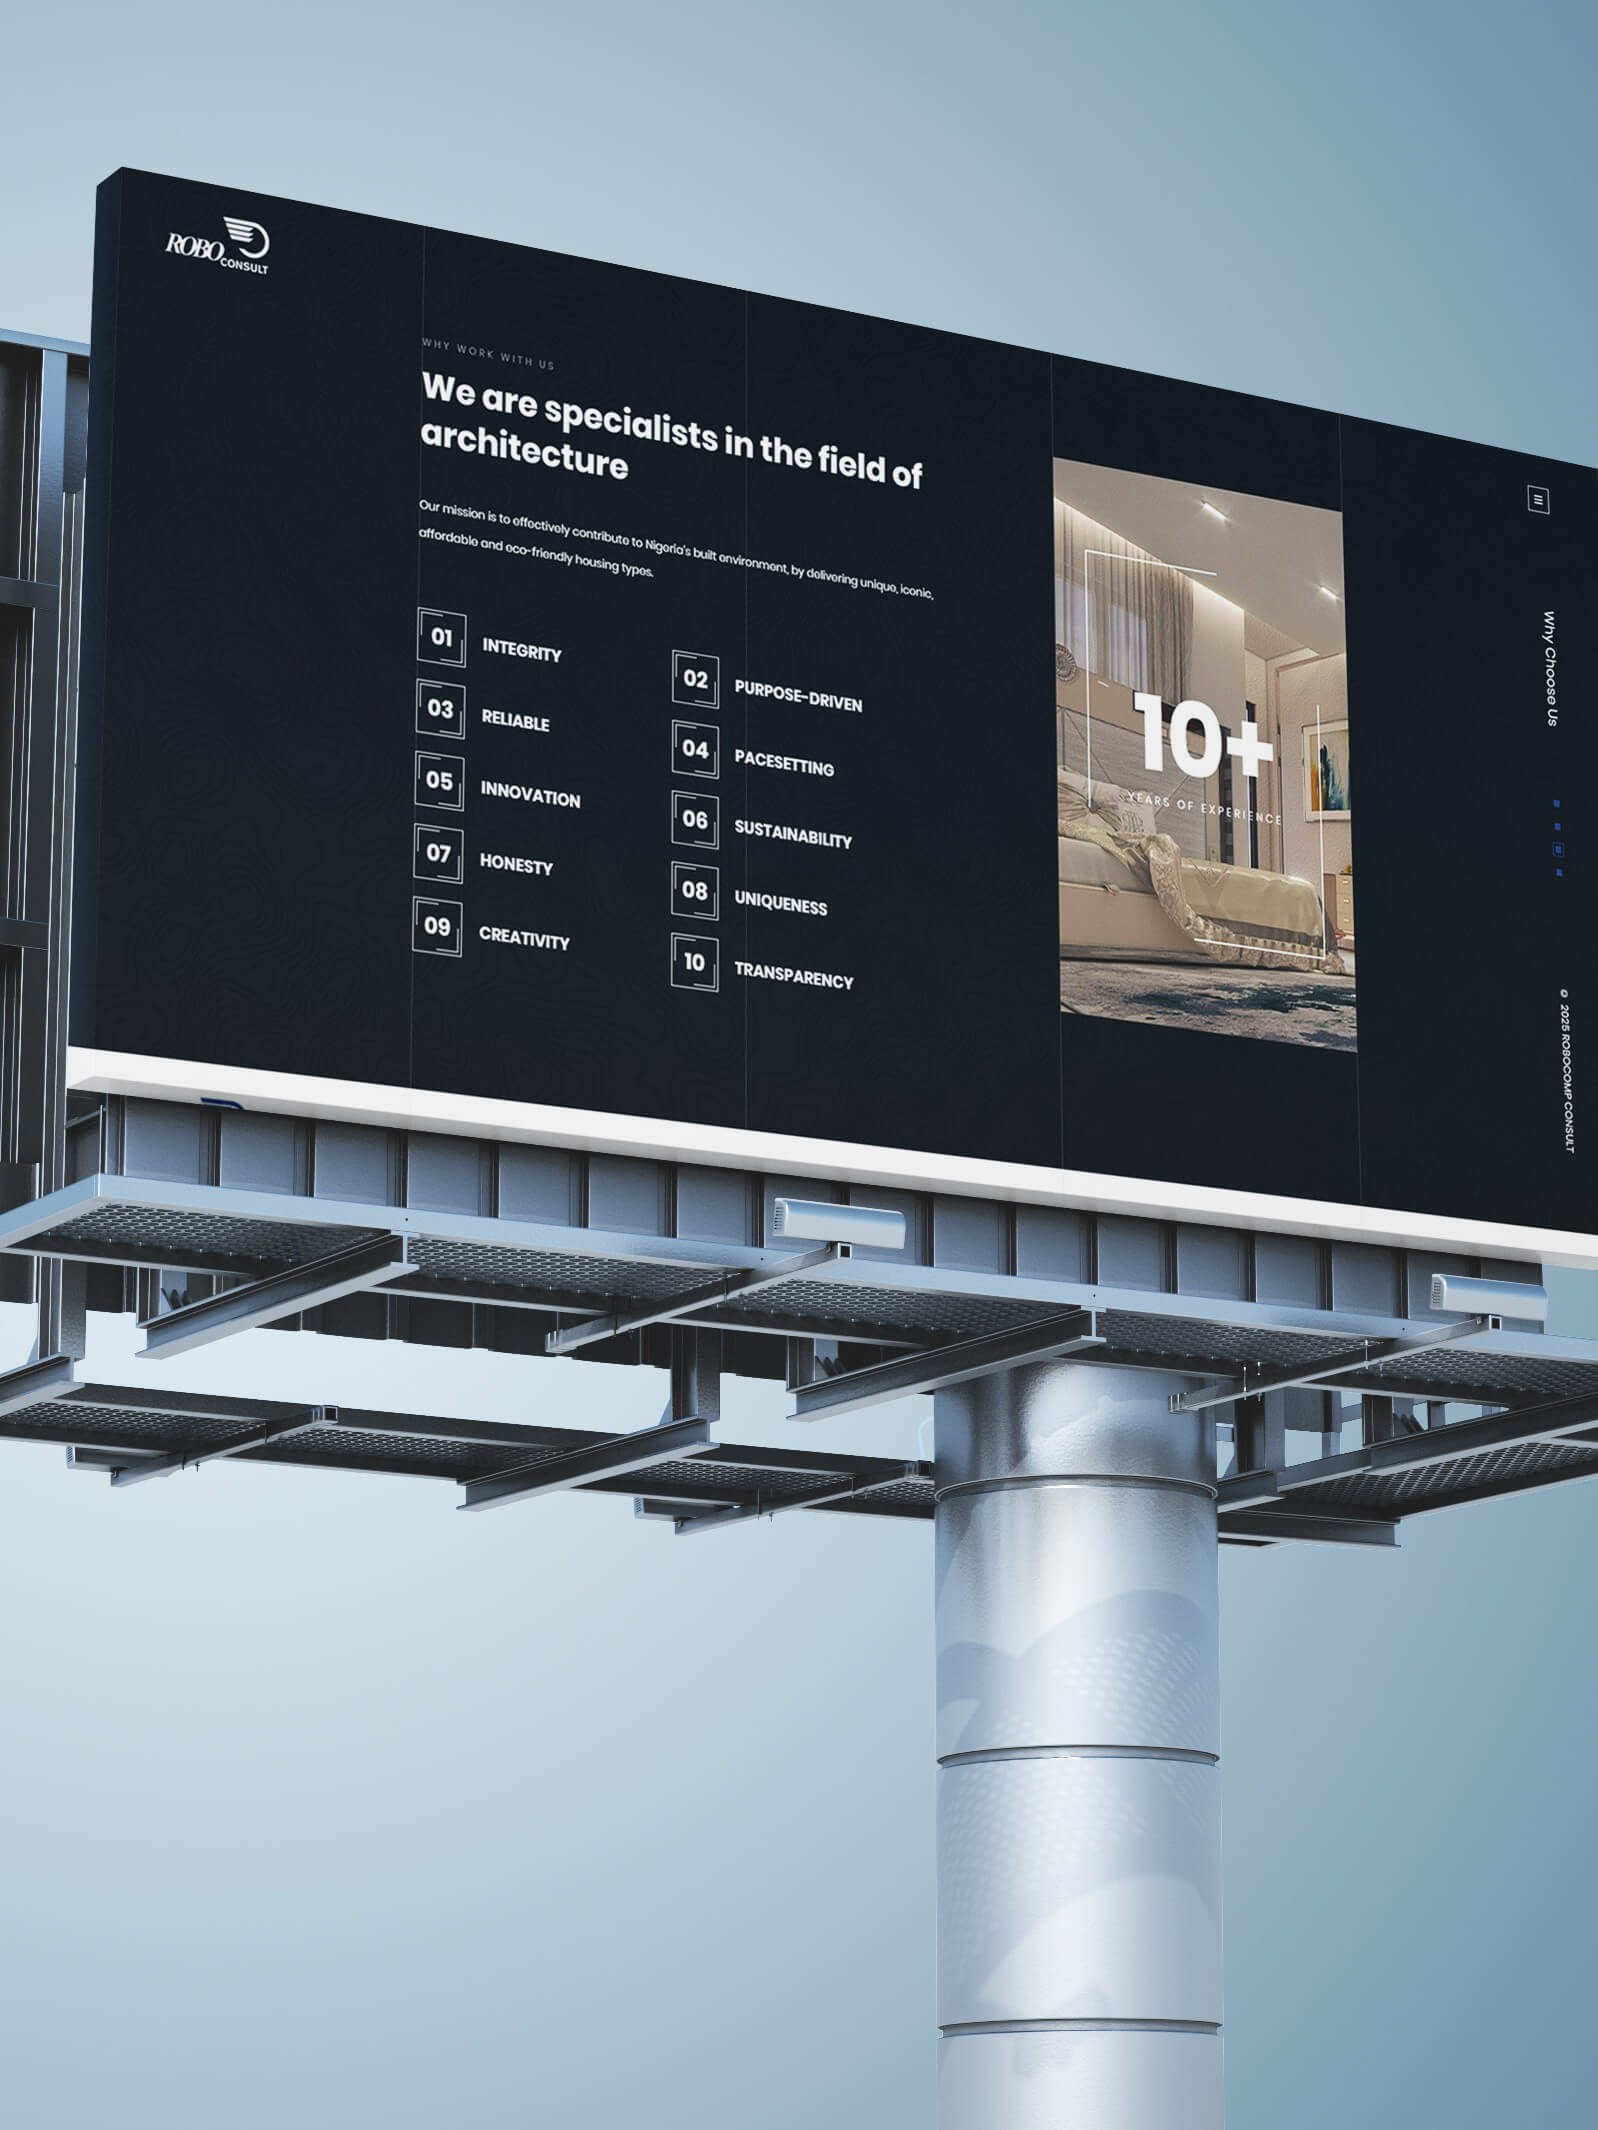 ROBO
CONSULT
WHY WORK WITH US
We are specialists in the field of
architecture
Our mission is to effectively contribute to Nigeria's built environment, by delivering unique, iconic,
affordable and eco-friendly housing types.
01 INTEGRITY
02 PURPOSE-DRIVEN
03 RELIABLE
04 PACESETTING
05 INNOVATION
06 SUSTAINABILITY
07 HONESTY
08 UNIQUENESS
09 CREATIVITY
10 TRANSPARENCY
10+
YEARS OF EXPERIENCE
Why Choose Us
© 2025 ROBOCOMP CONSULT